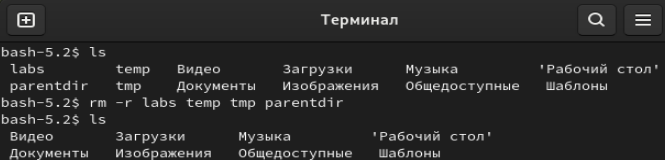 Терминал
bash-5.2$ ls
labs temp Видео Загрузки Музыка 'Рабочий стол'
parentdir tmp Документы Изображения Общедоступные Шаблоны
bash-5.2$ rm -r labs temp tmp parentdir
bash-5.2$ ls
Видео Загрузки Музыка 'Рабочий стол'
Документы Изображения Общедоступные Шаблоны